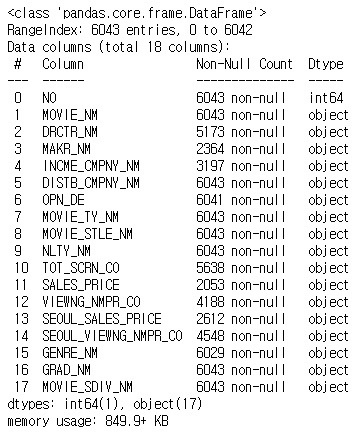 <class 'pandas.core.frame.DataFrame'>
RangeIndex: 6043 entries, 0 to 6042
Data columns (total 18 columns):
 #   Column              Non-Null Count  Dtype
---  ------              --------------  -----
 0   NO                  6043 non-null   int64
 1   MOVIE_NM            6043 non-null   object
 2   DRCTR_NM            5173 non-null   object
 3   MAKR_NM             2364 non-null   object
 4   INCME_CMPNY_NM      3197 non-null   object
 5   DISTB_CMPNY_NM      6043 non-null   object
 6   OPN_DE              6041 non-null   object
 7   MOVIE_TY_NM         6043 non-null   object
 8   MOVIE_STLE_NM       6043 non-null   object
 9   NLTY_NM             6043 non-null   object
 10  TOT_SCRN_CO         5638 non-null   object
 11  SALES_PRICE         2053 non-null   object
 12  VIEWNG_NMPR_CO      4188 non-null   object
 13  SEOUL_SALES_PRICE   2612 non-null   object
 14  SEOUL_VIEWNG_NMPR_CO  4548 non-null   object
 15  GENRE_NM            6029 non-null   object
 16  GRAD_NM             6043 non-null   object
 17  MOVIE_SDIV_NM       6043 non-null   object
dtypes: int64(1), object(17)
memory usage: 849.9+ KB